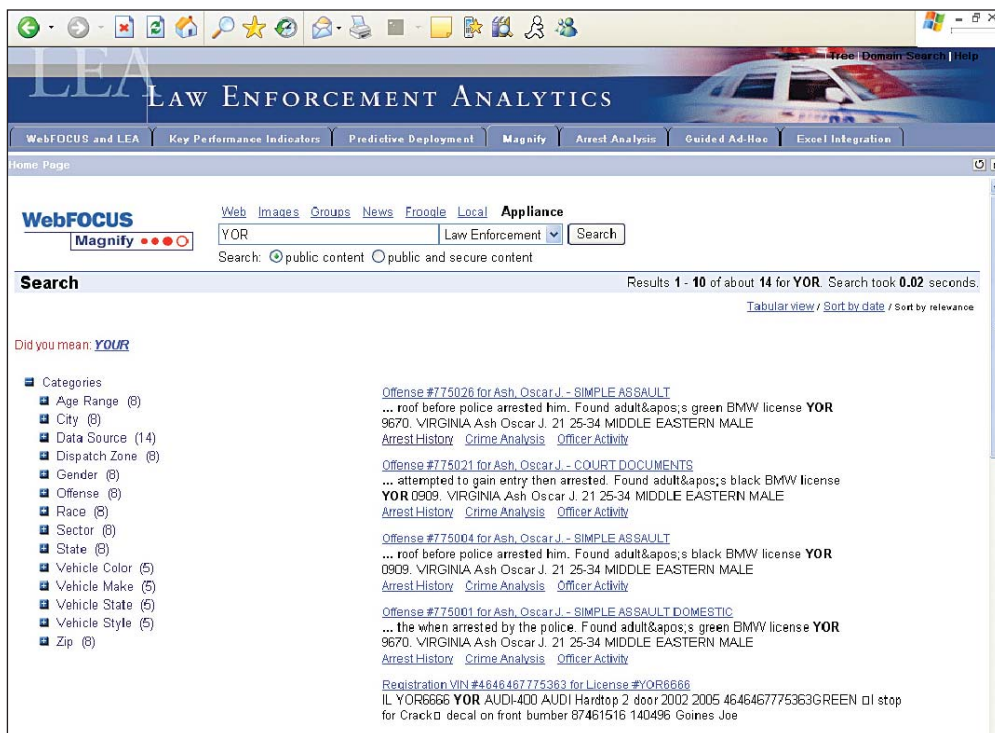 Tree | Domain Search | Help
LEA
LAW ENFORCEMENT ANALYTICS
WebFOCUS and LEA Key Performance Indicators Predictive Deployment Magnify Arrest Analysis Guided Ad-Hoc Excel Integration
Home Page
Web Images Groups News Froogle Local Appliance
WebFOCUS
Magnify
YOR Law Enforcement Search
Search: public content public and secure content
Search Results 1 - 10 of about 14 for YOR. Search took 0.02 seconds.
Tabular view / Sort by date / Sort by relevance
Did you mean: YOUR
Categories
Age Range (8)
City (8)
Data Source (14)
Dispatch Zone (8)
Gender (8)
Offense (8)
Race (8)
Sector (8)
State (8)
Vehicle Color (5)
Vehicle Make (5)
Vehicle State (5)
Vehicle Style (5)
Zip (8)
Offense #775026 for Ash, Oscar J. - SIMPLE ASSAULT
... roof before police arrested him. Found adult&apos;s green BMW license YOR
9670. VIRGINIA Ash Oscar J. 21 25-34 MIDDLE EASTERN MALE
Arrest History Crime Analysis Officer Activity
Offense #775021 for Ash, Oscar J. - COURT DOCUMENTS
... attempted to gain entry then arrested. Found adult&apos;s black BMW license
YOR 0909. VIRGINIA Ash Oscar J. 21 25-34 MIDDLE EASTERN MALE
Arrest History Crime Analysis Officer Activity
Offense #775004 for Ash, Oscar J. - SIMPLE ASSAULT
... roof before police arrested him. Found adult&apos;s black BMW license YOR
0909. VIRGINIA Ash Oscar J. 21 25-34 MIDDLE EASTERN MALE
Arrest History Crime Analysis Officer Activity
Offense #775001 for Ash, Oscar J. - SIMPLE ASSAULT DOMESTIC
... the when arrested by the police. Found adult&apos;s green BMW license YOR
9670. VIRGINIA Ash Oscar J. 21 25-34 MIDDLE EASTERN MALE
Arrest History Crime Analysis Officer Activity
Registration VIN #4646467775363 for License #YOR6666
IL YOR6666 YOR AUDI-400 AUDI Hardtop 2 door 2002 2005 4646467775363GREEN □I stop
for Crack□ decal on front bumber 87461516 140496 Goines Joe